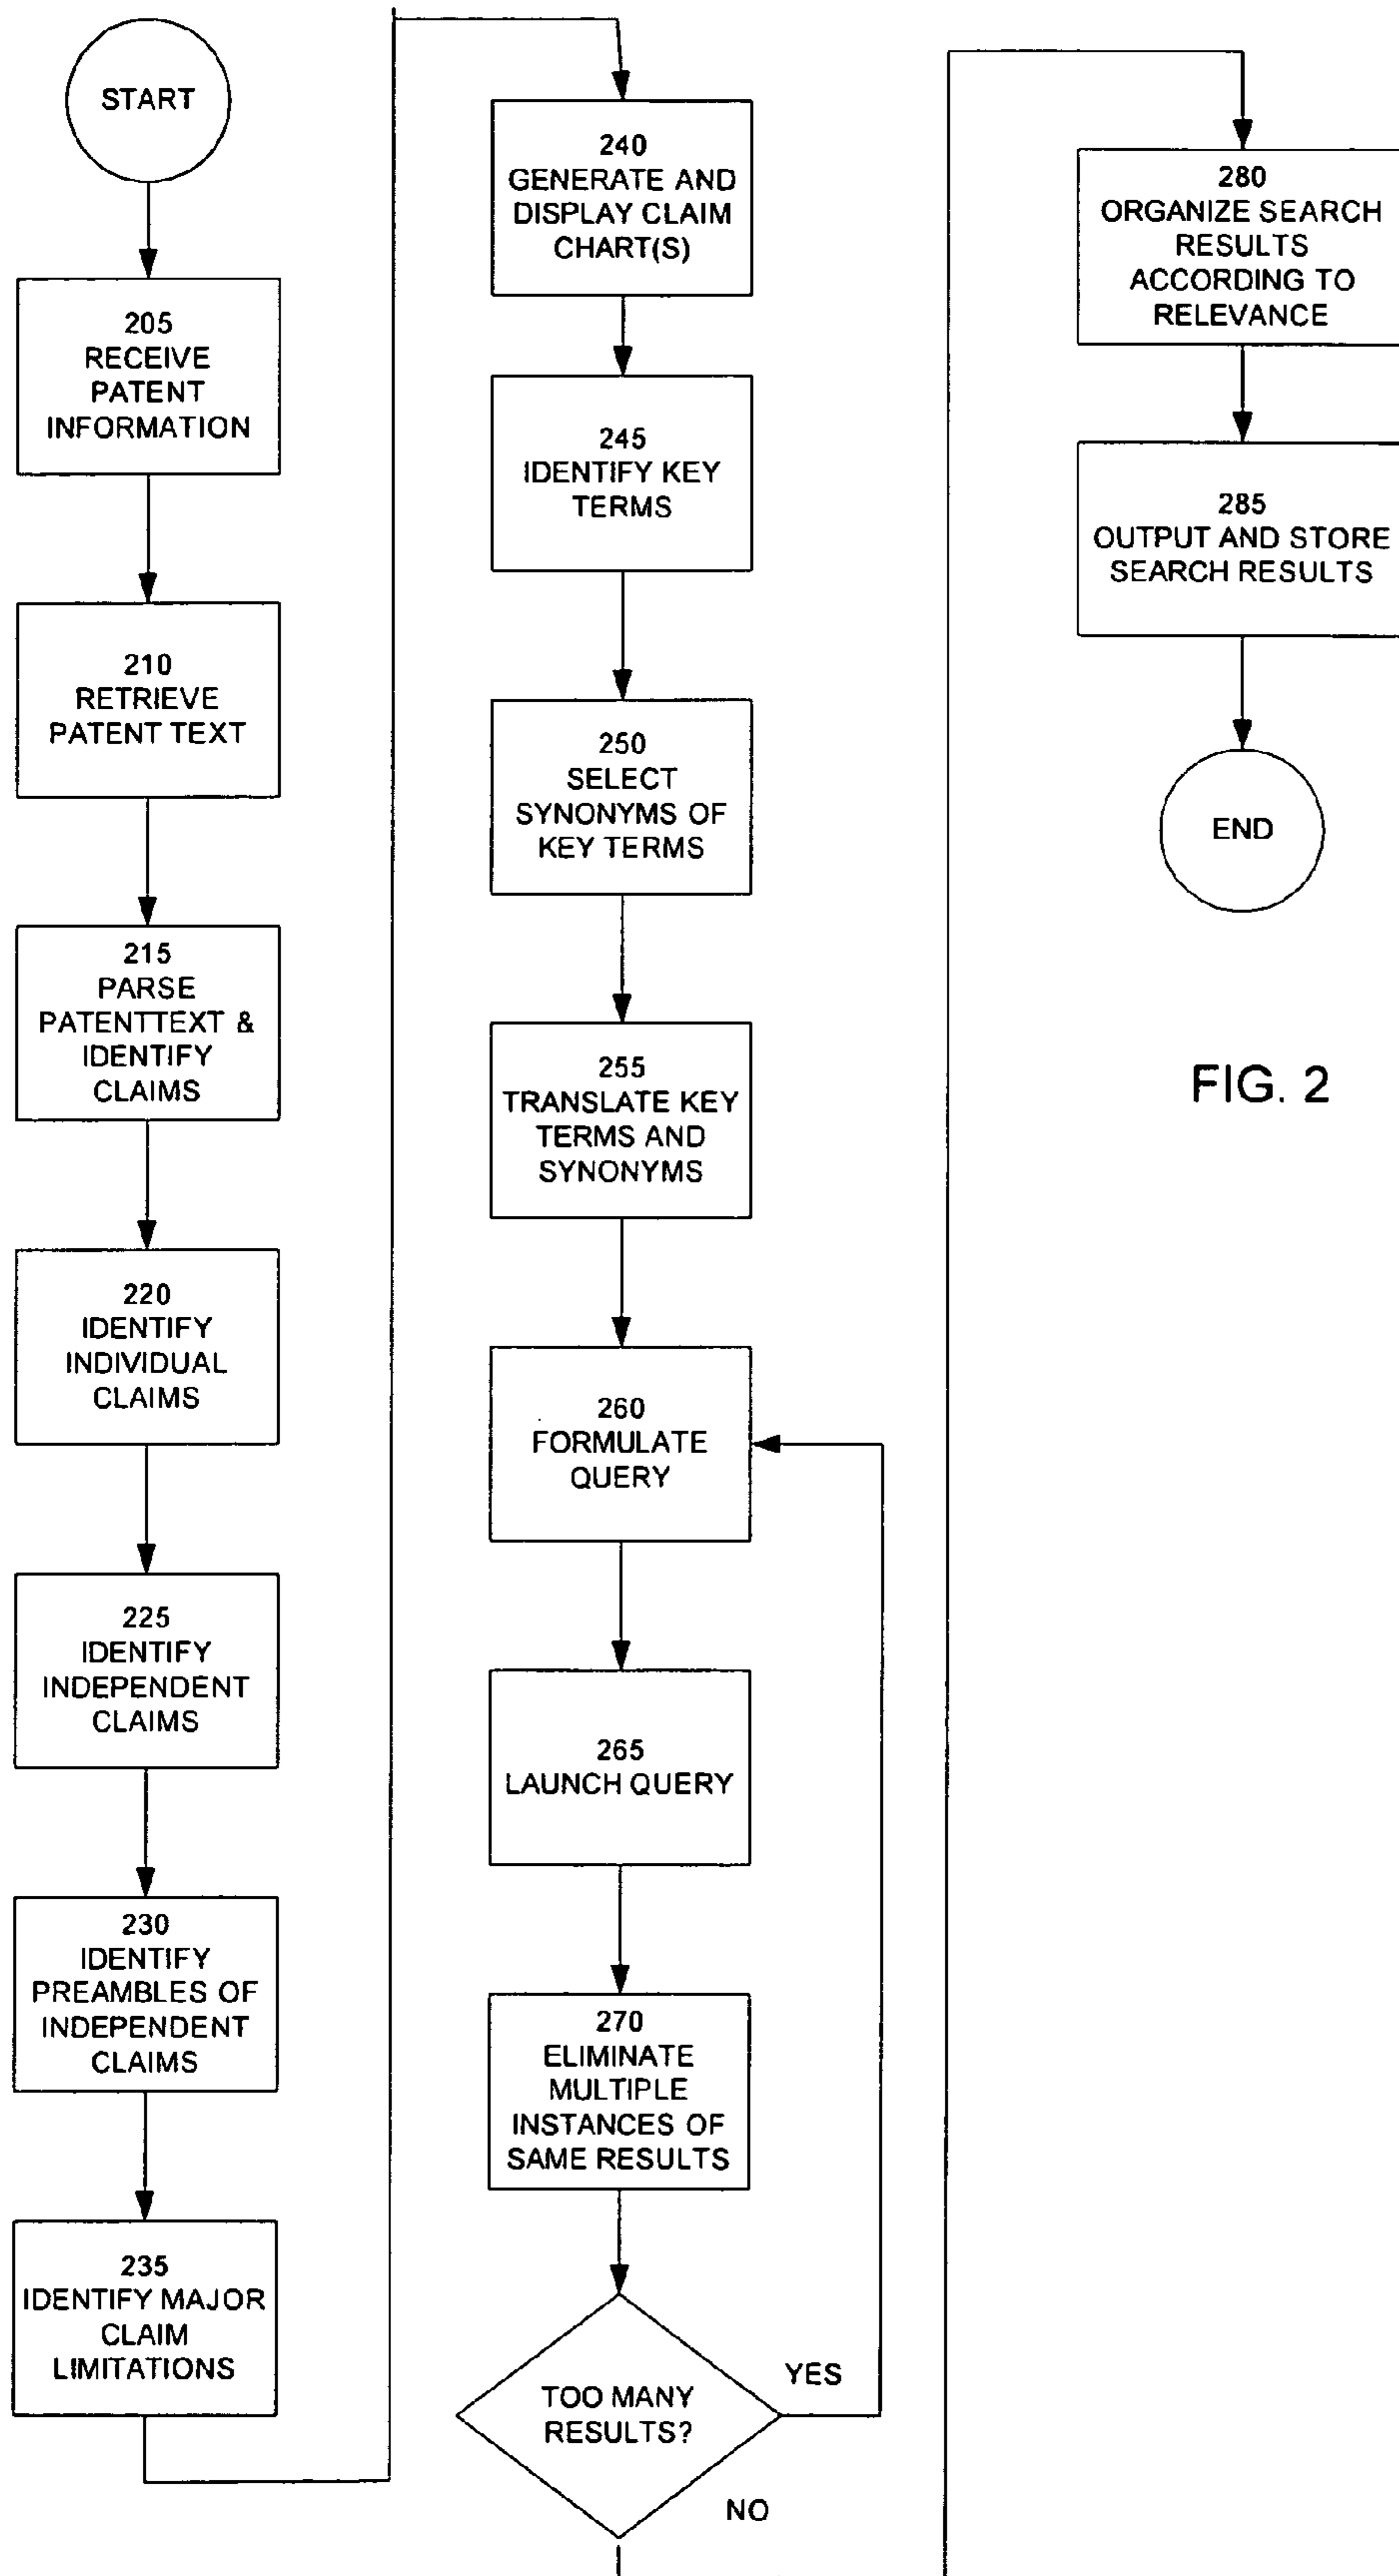 START
205
RECEIVE
PATENT
INFORMATION
210
RETRIEVE
PATENT TEXT
215
PARSE
PATENTTEXT &
IDENTIFY
CLAIMS
220
IDENTIFY
INDIVIDUAL
CLAIMS
225
IDENTIFY
INDEPENDENT
CLAIMS
230
IDENTIFY
PREAMBLES OF
INDEPENDENT
CLAIMS
235
IDENTIFY MAJOR
CLAIM
LIMITATIONS
240
GENERATE AND
DISPLAY CLAIM
CHART(S)
245
IDENTIFY KEY
TERMS
250
SELECT
SYNONYMS OF
KEY TERMS
255
TRANSLATE KEY
TERMS AND
SYNONYMS
260
FORMULATE
QUERY
265
LAUNCH QUERY
270
ELIMINATE
MULTIPLE
INSTANCES OF
SAME RESULTS
TOO MANY
RESULTS?
YES
NO
280
ORGANIZE SEARCH
RESULTS
ACCORDING TO
RELEVANCE
285
OUTPUT AND STORE
SEARCH RESULTS
END
FIG. 2